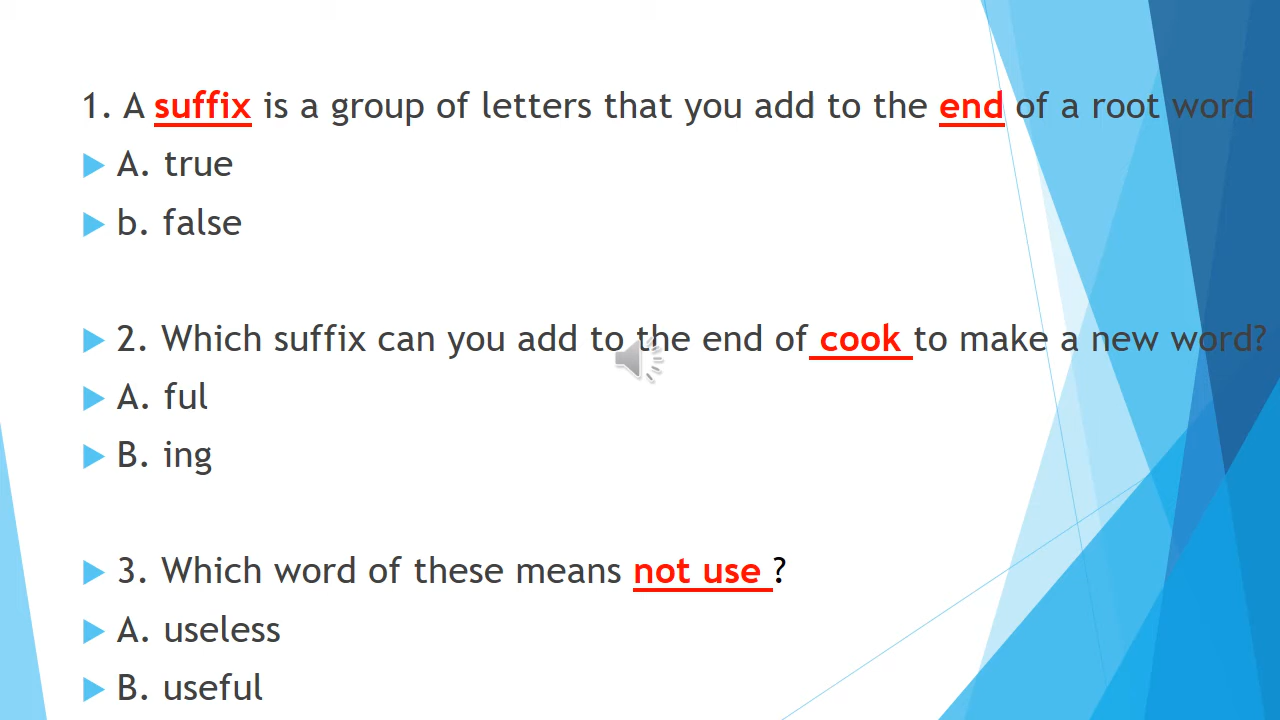 1. A suffix is a group of letters that you add to the end of a root word
A. true
b. false
2. Which suffix can you add to the end of cook to make a new word?
A. ful
B. ing
3. Which word of these means not use ?
A. useless
B. useful